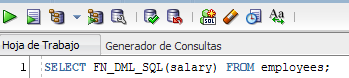 Hoja de Trabajo Generador de Consultas
1 SELECT FN_DML_SQL(salary) FROM employees;